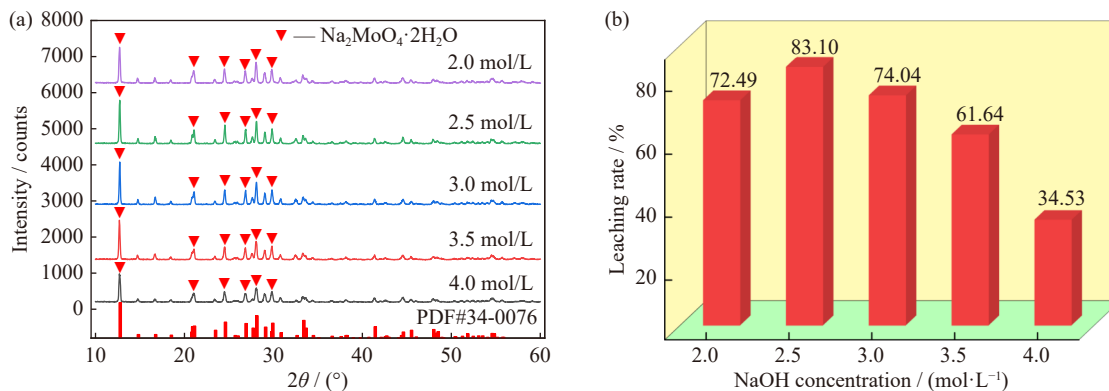 (a)
8000
7000
6000
5000
4000
3000
2000
1000
0
Intensity / counts
— Na₂MoO₄·2H₂O
2.0 mol/L
2.5 mol/L
3.0 mol/L
3.5 mol/L
4.0 mol/L
PDF#34-0076
10 20 30 40 50 60
2θ / (°)
(b)
80
60
40
20
Leaching rate / %
72.49
83.10
74.04
61.64
34.53
2.0 2.5 3.0 3.5 4.0
NaOH concentration / (mol·L⁻¹)